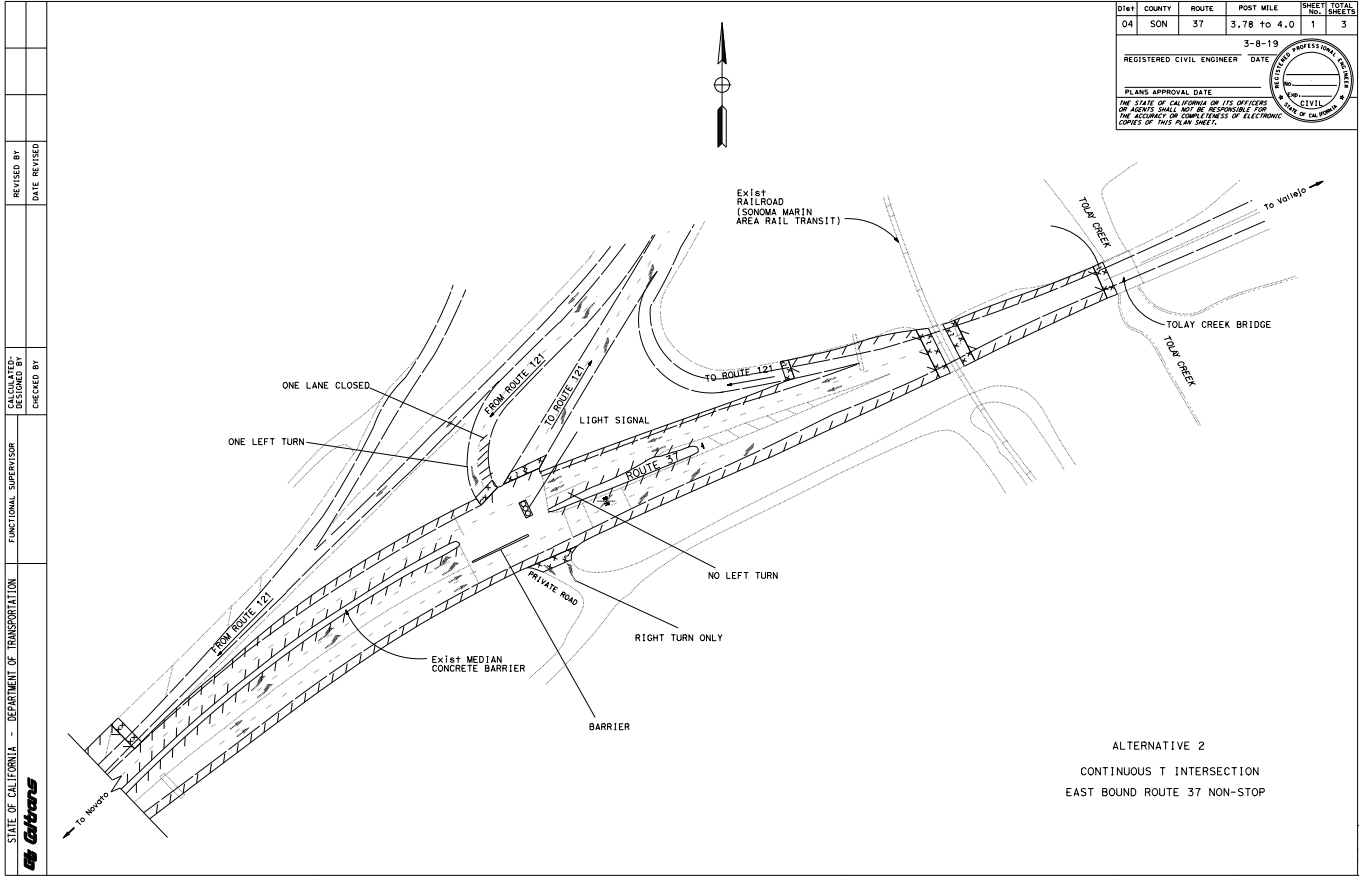 Dist COUNTY ROUTE POST MILE SHEET No. TOTAL SHEETS
04 SON 37 3.78 to 4.0 1 3
3-8-19
REGISTERED CIVIL ENGINEER DATE
PLANS APPROVAL DATE
THE STATE OF CALIFORNIA OR ITS OFFICERS
OR AGENTS SHALL NOT BE RESPONSIBLE FOR
THE ACCURACY OR COMPLETENESS OF ELECTRONIC
COPIES OF THIS PLAN SHEET.
REGISTERED PROFESSIONAL ENGINEER
No.
Exp.
CIVIL
STATE OF CALIFORNIA
REVISED BY
DATE REVISED
CALCULATED-
DESIGNED BY
CHECKED BY
FUNCTIONAL SUPERVISOR
STATE OF CALIFORNIA - DEPARTMENT OF TRANSPORTATION
Caltrans
Exist
RAILROAD
(SONOMA MARIN
AREA RAIL TRANSIT)
TOLAY CREEK
To Vallejo
TOLAY CREEK BRIDGE
TOLAY CREEK
TO ROUTE 121
ONE LANE CLOSED
FROM ROUTE 121
TO ROUTE 121
LIGHT SIGNAL
ONE LEFT TURN
ROUTE 37
NO LEFT TURN
PRIVATE ROAD
FROM ROUTE 121
RIGHT TURN ONLY
Exist MEDIAN
CONCRETE BARRIER
BARRIER
To Novato
ALTERNATIVE 2
CONTINUOUS T INTERSECTION
EAST BOUND ROUTE 37 NON-STOP